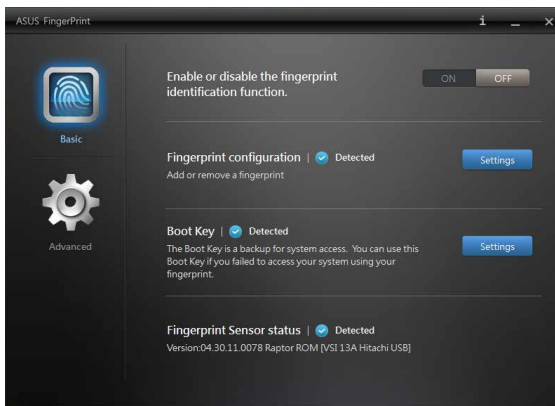 ASUS FingerPrint
i
Enable or disable the fingerprint
identification function.
ON OFF
Basic
Fingerprint configuration | Detected
Add or remove a fingerprint
Settings
Advanced
Boot Key | Detected
The Boot Key is a backup for system access. You can use this
Boot Key if you failed to access your system using your
fingerprint.
Settings
Fingerprint Sensor status | Detected
Version:04.30.11.0078 Raptor ROM [VSI 13A Hitachi USB]